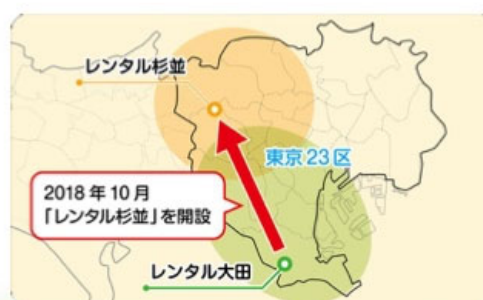 レンタル杉並
東京23区
2018年10月
「レンタル杉並」を開設
レンタル大田